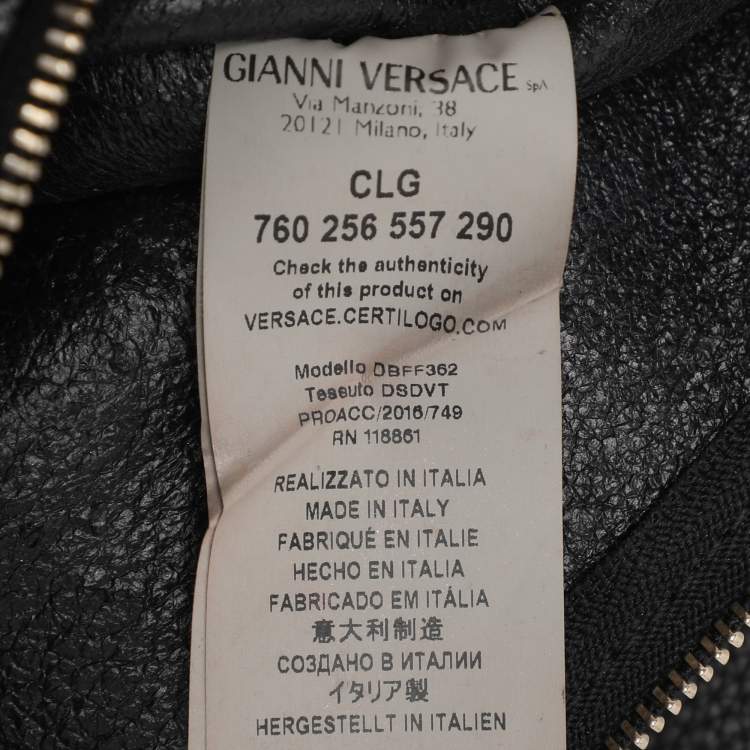 GIANNI VERSACE SpA
Via Manzoni, 38
20121 Milano, Italy
CLG
760 256 557 290
Check the authenticity
of this product on
VERSACE.CERTILOGO.COM
Modello DBFF362
Tessuto DSDVT
PROACC/2016/749
RN 118861
REALIZZATO IN ITALIA
MADE IN ITALY
FABRIQUÉ EN ITALIE
HECHO EN ITALIA
FABRICADO EM ITÁLIA
意大利制造
СОЗДАНО В ИТАЛИИ
イタリア製
HERGESTELLT IN ITALIEN